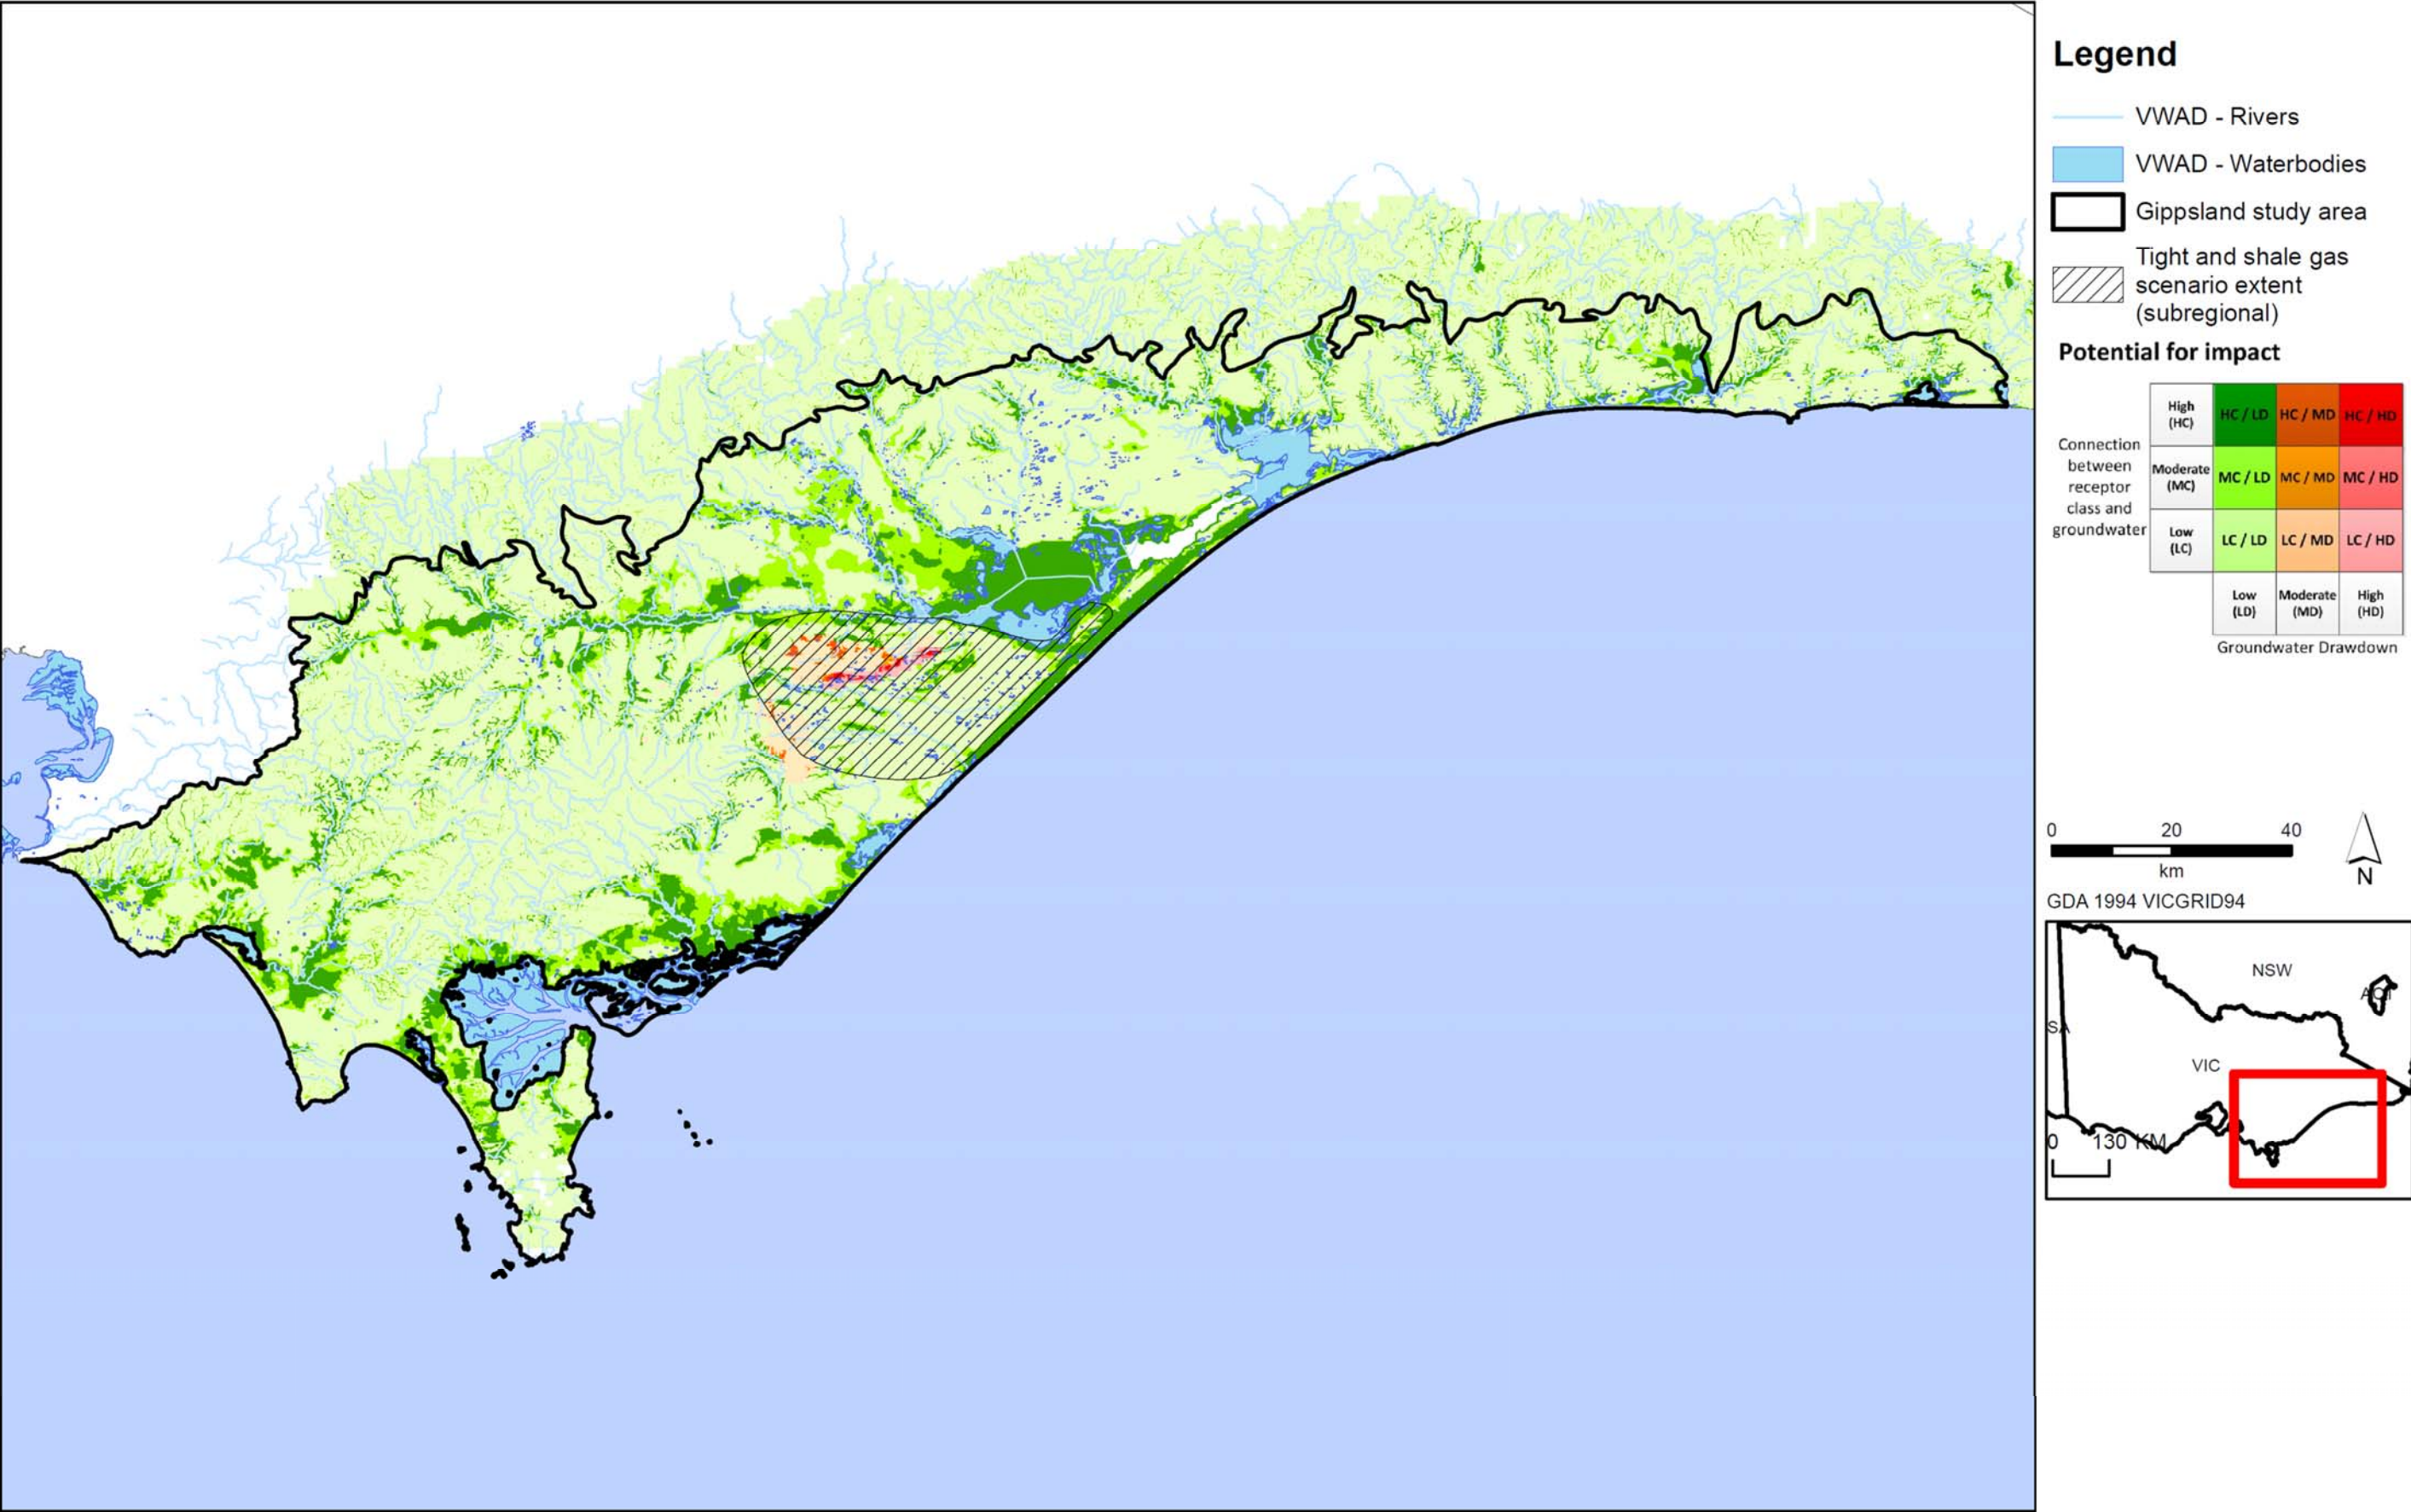 Legend
VWAD - Rivers
VWAD - Waterbodies
Gippsland study area
Tight and shale gas
scenario extent
(subregional)
Potential for impact
Connection
between
receptor
class and
groundwater
High
(HC)
HC / LD
HC / MD
HC / HD
Moderate
(MC)
MC / LD
MC / MD
MC / HD
Low
(LC)
LC / LD
LC / MD
LC / HD
Low
(LD)
Moderate
(MD)
High
(HD)
Groundwater Drawdown
0 20 40
km
N
GDA 1994 VICGRID94
NSW
ACT
SA
VIC
0 130 KM